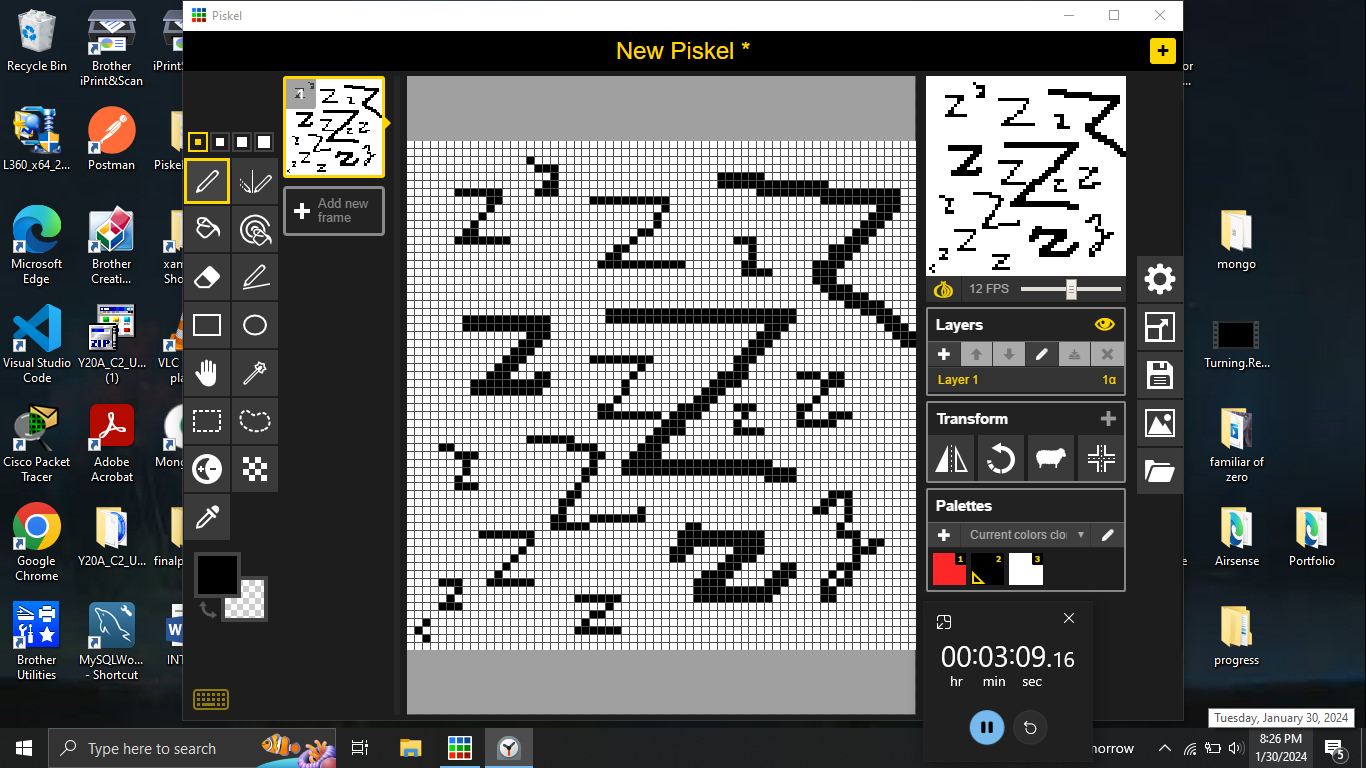 Piskel
New Piskel *
Recycle Bin
Brother iPrint&Scan
iPrint
L360_x64_2...
Postman
Piskel
Microsoft Edge
Brother Creati...
xan
Sho
Visual Studio Code
Y20A_C2_U... (1)
VLC
pla
Cisco Packet Tracer
Adobe Acrobat
Mong
Google Chrome
Y20A_C2_U...
finalp
Brother Utilities
MySQLWo... - Shortcut
INT
1
Add new frame
Z Z Z Z Z Z Z Z Z Z Z Z Z Z Z Z Z
12 FPS
Layers
Layer 1
1α
Transform
Palettes
Current colors clo
1
2
3
00:03:09.16
hr min sec
or
...
mongo
Turning.Re...
familiar of zero
Airsense
Portfolio
progress
Tuesday, January 30, 2024
Type here to search
morrow
8:26 PM
1/30/2024
5